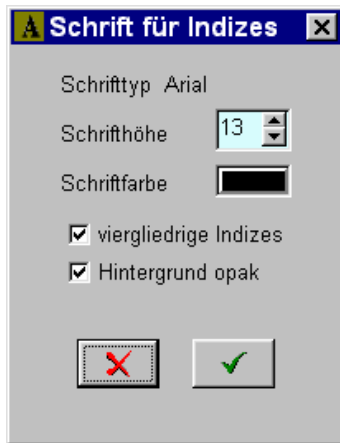 A Schrift für Indizes
Schrifttyp Arial
Schrifthöhe 13
Schriftfarbe
viergliedrige Indizes
Hintergrund opak